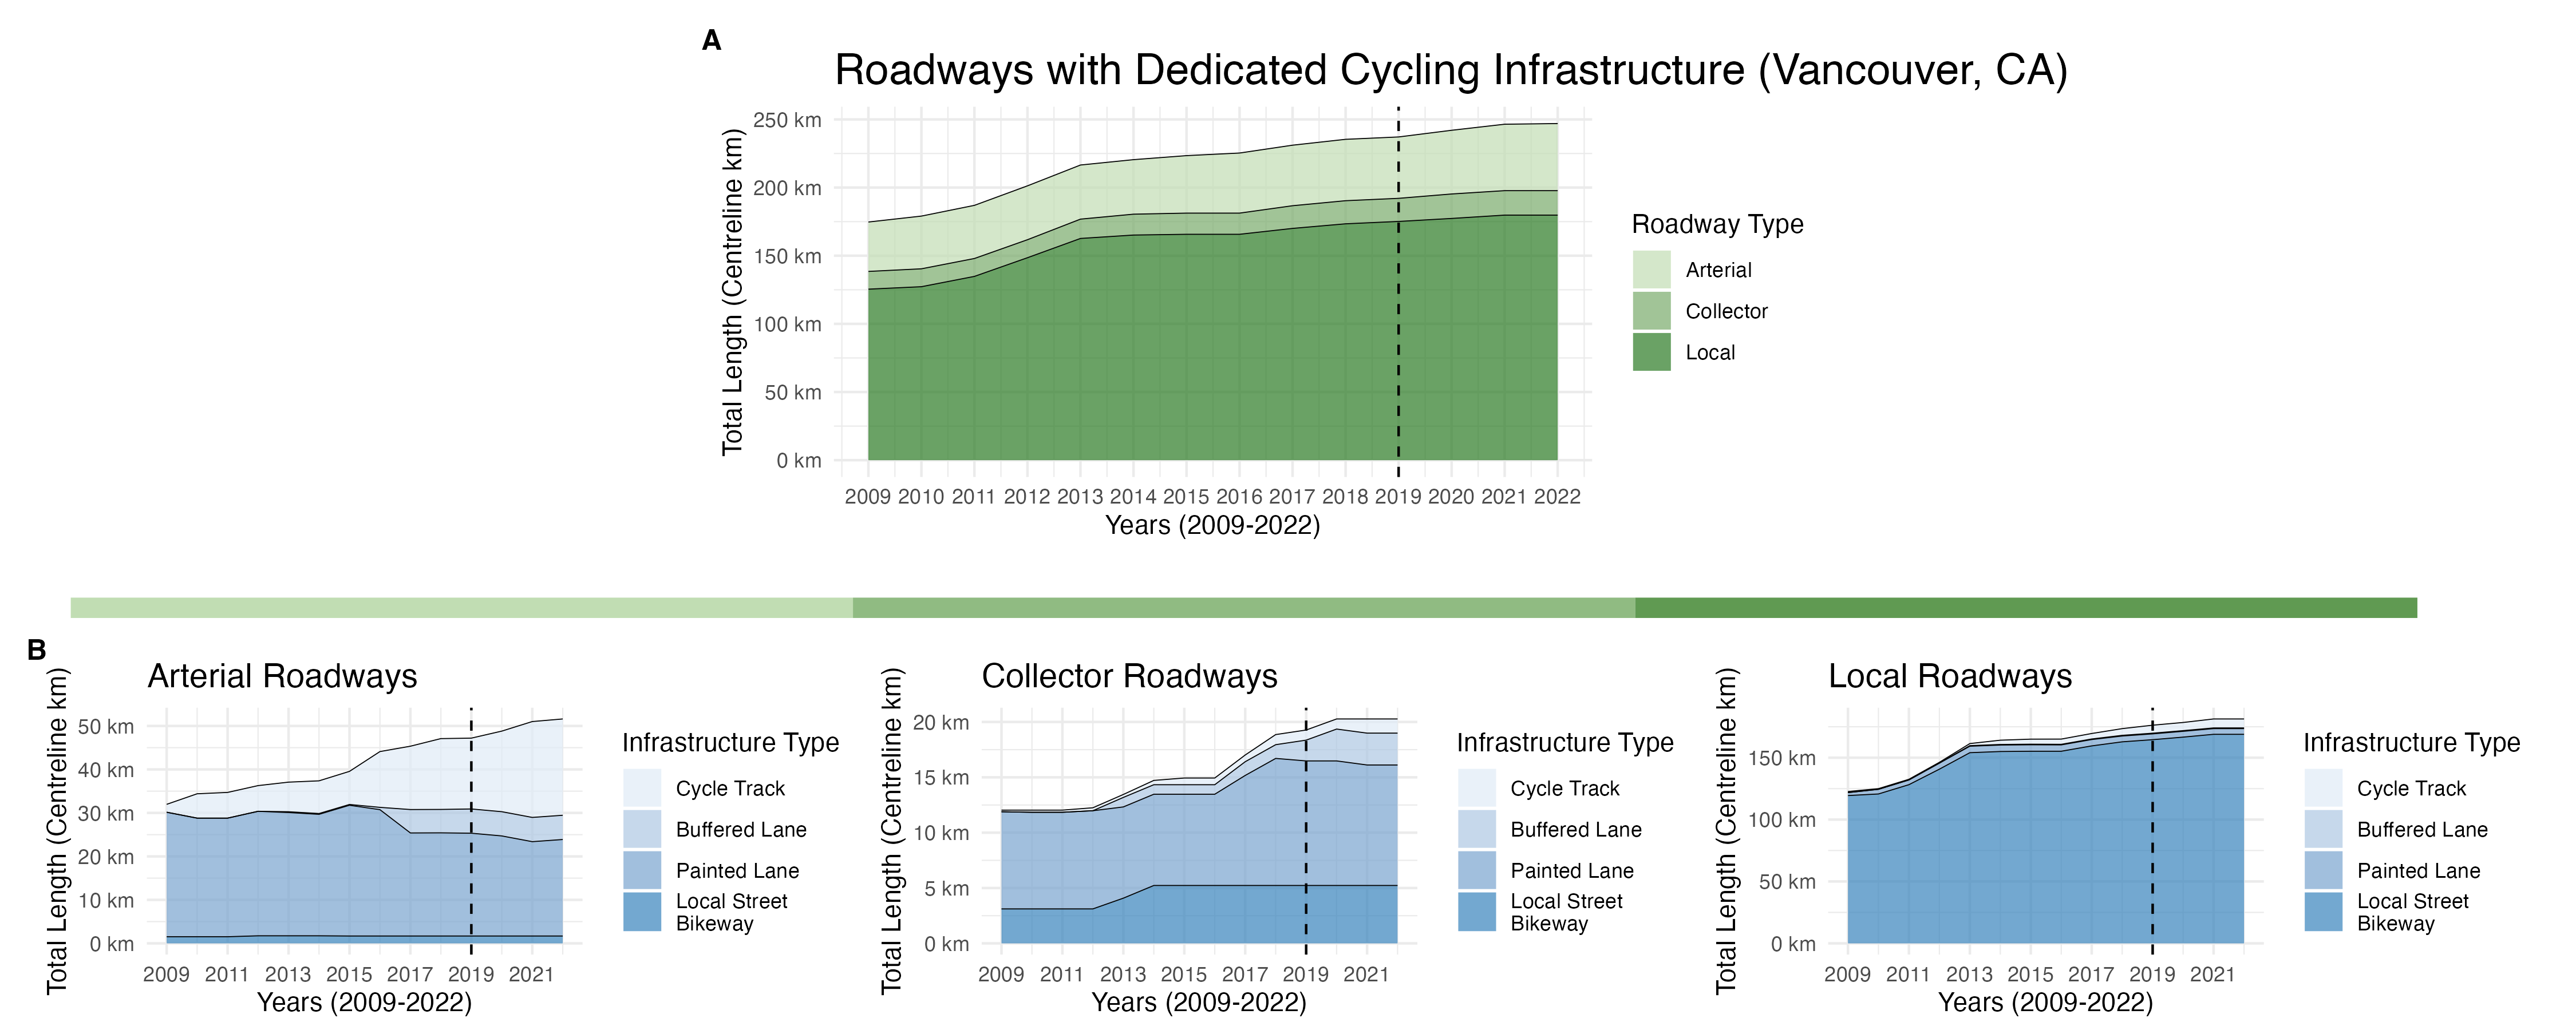 A
Roadways with Dedicated Cycling Infrastructure (Vancouver, CA)
Total Length (Centreline km)
250 km
200 km
150 km
100 km
50 km
0 km
2009 2010 2011 2012 2013 2014 2015 2016 2017 2018 2019 2020 2021 2022
Years (2009-2022)
Roadway Type
Arterial
Collector
Local
B
Arterial Roadways
Total Length (Centreline km)
50 km
40 km
30 km
20 km
10 km
0 km
2009 2011 2013 2015 2017 2019 2021
Years (2009-2022)
Infrastructure Type
Cycle Track
Buffered Lane
Painted Lane
Local Street
Bikeway
Collector Roadways
Total Length (Centreline km)
20 km
15 km
10 km
5 km
0 km
2009 2011 2013 2015 2017 2019 2021
Years (2009-2022)
Infrastructure Type
Cycle Track
Buffered Lane
Painted Lane
Local Street
Bikeway
Local Roadways
Total Length (Centreline km)
150 km
100 km
50 km
0 km
2009 2011 2013 2015 2017 2019 2021
Years (2009-2022)
Infrastructure Type
Cycle Track
Buffered Lane
Painted Lane
Local Street
Bikeway